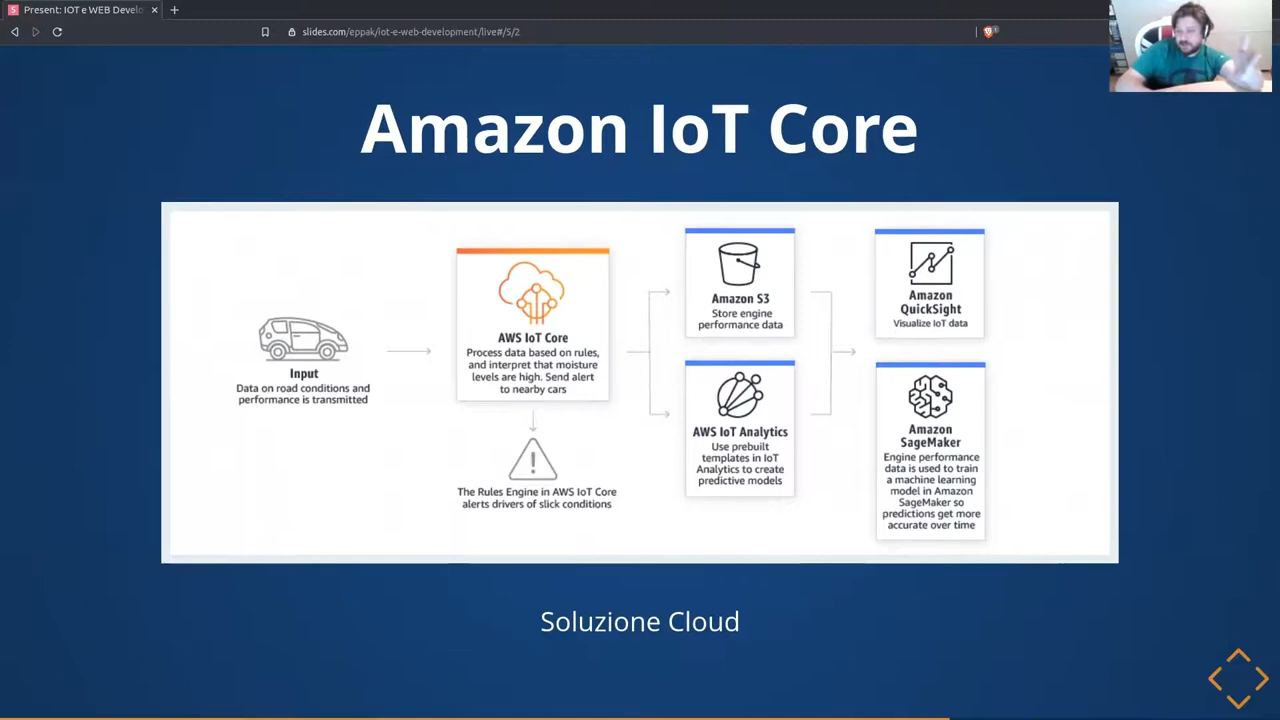 Present: IOT e WEB Develo
slides.com/eppak/iot-e-web-development/live#/5/2
Amazon IoT Core
Input
Data on road conditions and
performance is transmitted
AWS IoT Core
Process data based on rules,
and interpret that moisture
levels are high. Send alert
to nearby cars
The Rules Engine in AWS IoT Core
alerts drivers of slick conditions
Amazon S3
Store engine
performance data
AWS IoT Analytics
Use prebuilt
templates in IoT
Analytics to create
predictive models
Amazon
QuickSight
Visualize IoT data
Amazon
SageMaker
Engine performance
data is used to train
a machine learning
model in Amazon
SageMaker so
predictions get more
accurate over time
Soluzione Cloud